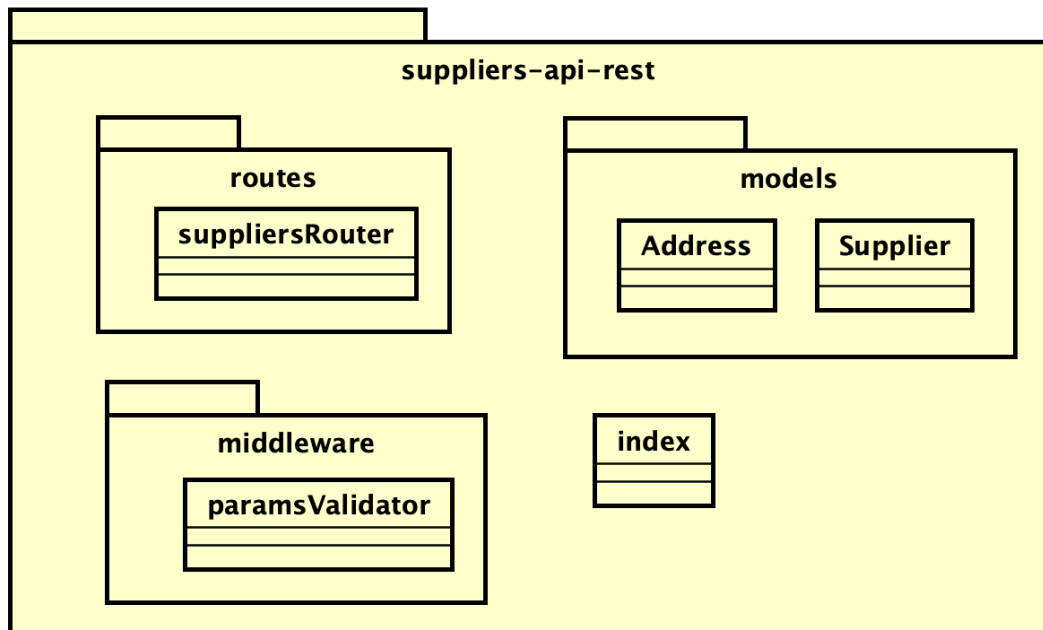 suppliers-api-rest
routes
suppliersRouter
models
Address
Supplier
middleware
paramsValidator
index